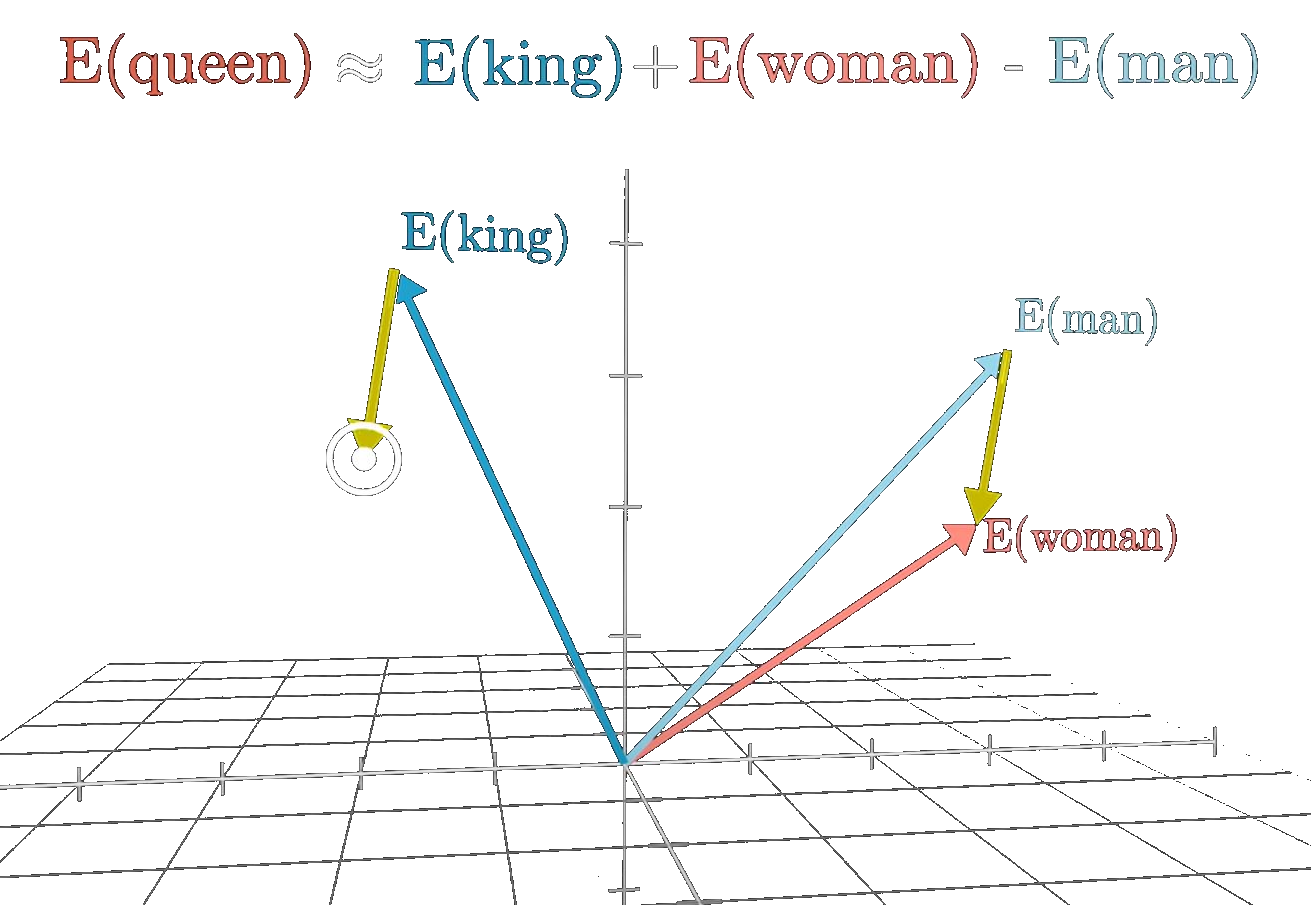 E(queen) ≈ E(king) + E(woman) - E(man)
E(king)
E(man)
E(woman)